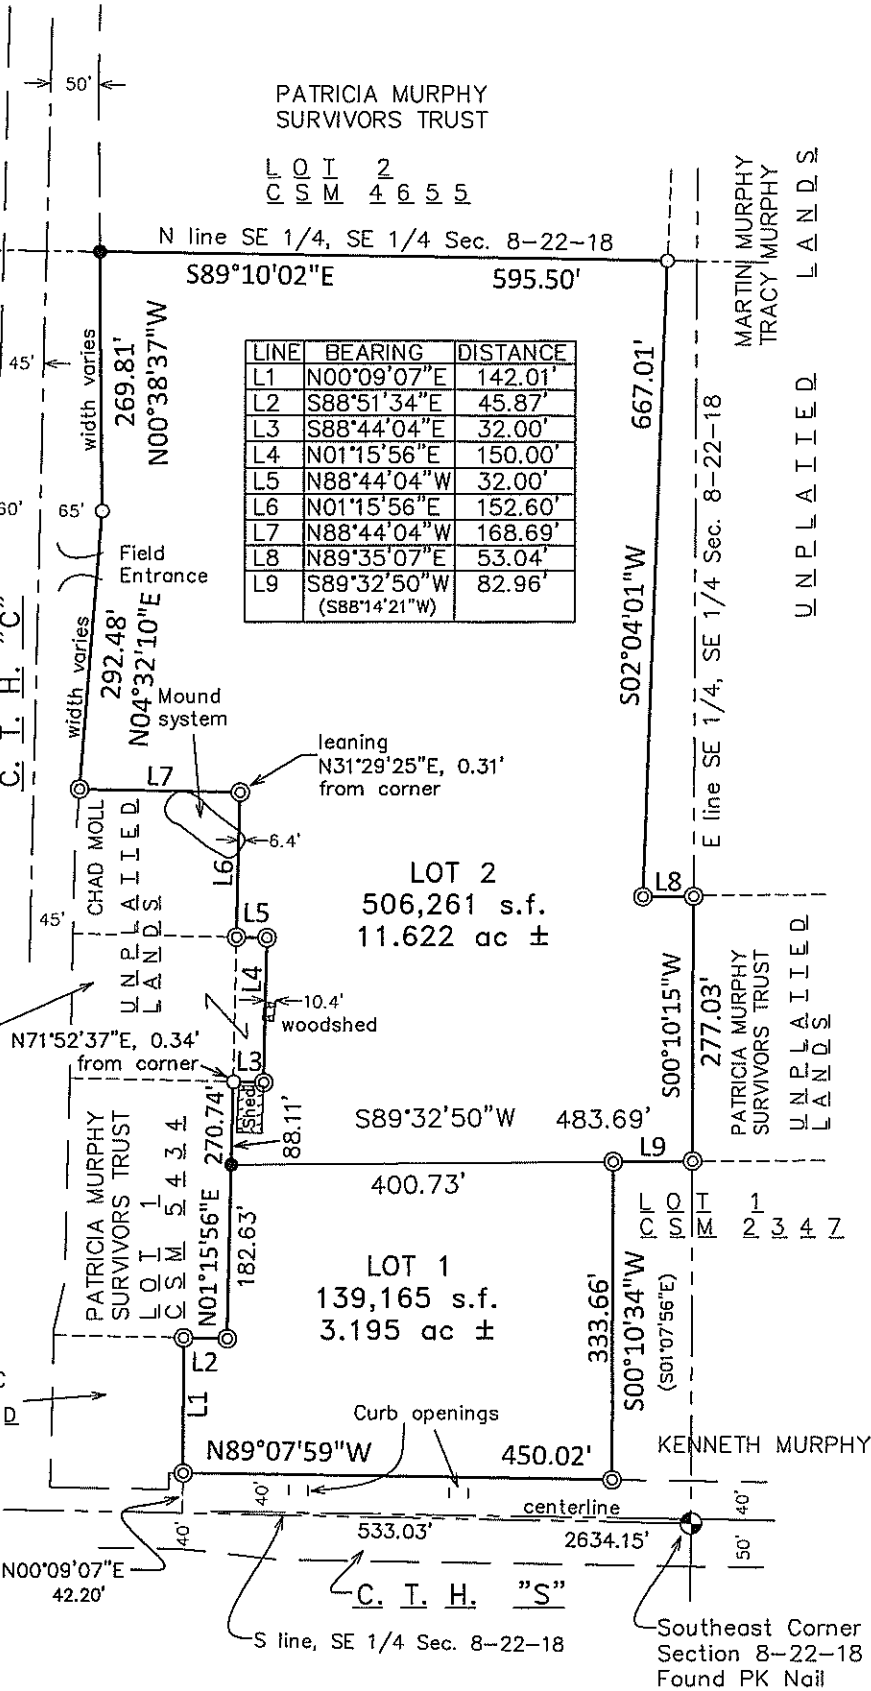 50'
PATRICIA MURPHY
SURVIVORS TRUST
LOT 2
CSM 4655
MARTIN MURPHY
TRACY MURPHY
UNPLATTED LANDS
N line SE 1/4, SE 1/4 Sec. 8-22-18
S89°10'02"E 595.50'
width varies
269.81'
N00°38'37"W
45'
LINE BEARING DISTANCE
L1 N00°09'07"E 142.01'
L2 S88°51'34"E 45.87'
L3 S88°44'04"E 32.00'
L4 N01°15'56"E 150.00'
L5 N88°44'04"W 32.00'
L6 N01°15'56"E 152.60'
L7 N88°44'04"W 168.69'
L8 N89°35'07"E 53.04'
L9 S89°32'50"W 82.96'
(S88°14'21"W)
667.01'
S02°04'01"W
E line SE 1/4, SE 1/4 Sec. 8-22-18
60'
65'
Field
Entrance
C. T. H. "C"
width varies
292.48'
N04°32'10"E
Mound
system
leaning
N31°29'25"E, 0.31'
from corner
L7
6.4'
L6
CHAD MOLL
UNPLATTED
LANDS
45'
LOT 2
506,261 s.f.
11.622 ac ±
L8
L5
L4
10.4'
woodshed
N71°52'37"E, 0.34'
from corner
L3
Shed
S00°10'15"W
277.03'
PATRICIA MURPHY
SURVIVORS TRUST
UNPLATTED
LANDS
270.74'
N01°15'56"E
88.11'
S89°32'50"W 483.69'
L9
400.73'
PATRICIA MURPHY
SURVIVORS TRUST
LOT 1
CSM 5434
182.63'
LOT 1
CSM 2347
LOT 1
139,165 s.f.
3.195 ac ±
333.66'
S00°10'34"W
(S01°07'56"E)
L2
L1
C
D
Curb openings
N89°07'59"W 450.02'
KENNETH MURPHY
40'
40'
centerline
40'
533.03'
2634.15'
50'
N00°09'07"E
42.20'
C. T. H. "S"
S line, SE 1/4 Sec. 8-22-18
Southeast Corner
Section 8-22-18
Found PK Nail